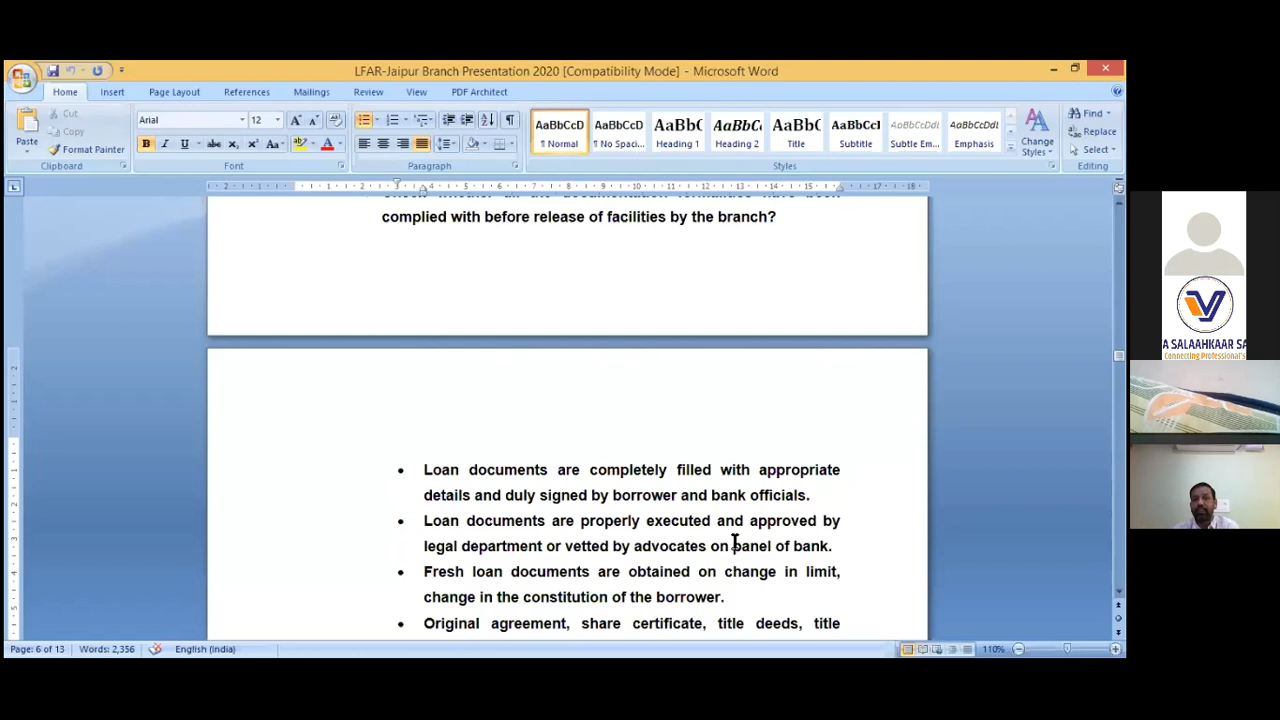 LFAR-Jaipur Branch Presentation 2020 [Compatibility Mode] - Microsoft Word
Home Insert Page Layout References Mailings Review View PDF Architect
Cut
Copy
Paste
Format Painter
Clipboard
Arial 12
Font
Paragraph
AaBbCcD AaBbCcD AaBbC AaBbCc AaBbC AaBbCcI AaBbCcDdI AaBbCcDdI
¶ Normal ¶ No Spaci... Heading 1 Heading 2 Title Subtitle Subtle Em... Emphasis
Change Styles
Styles
Find
Replace
Select
Editing
complied with before release of facilities by the branch?
• Loan documents are completely filled with appropriate
details and duly signed by borrower and bank officials.
• Loan documents are properly executed and approved by
legal department or vetted by advocates on panel of bank.
• Fresh loan documents are obtained on change in limit,
change in the constitution of the borrower.
• Original agreement, share certificate, title deeds, title
Page: 6 of 13 Words: 2,356 English (India) 110%
A SALAAHKAAR SA
Connecting Professional's